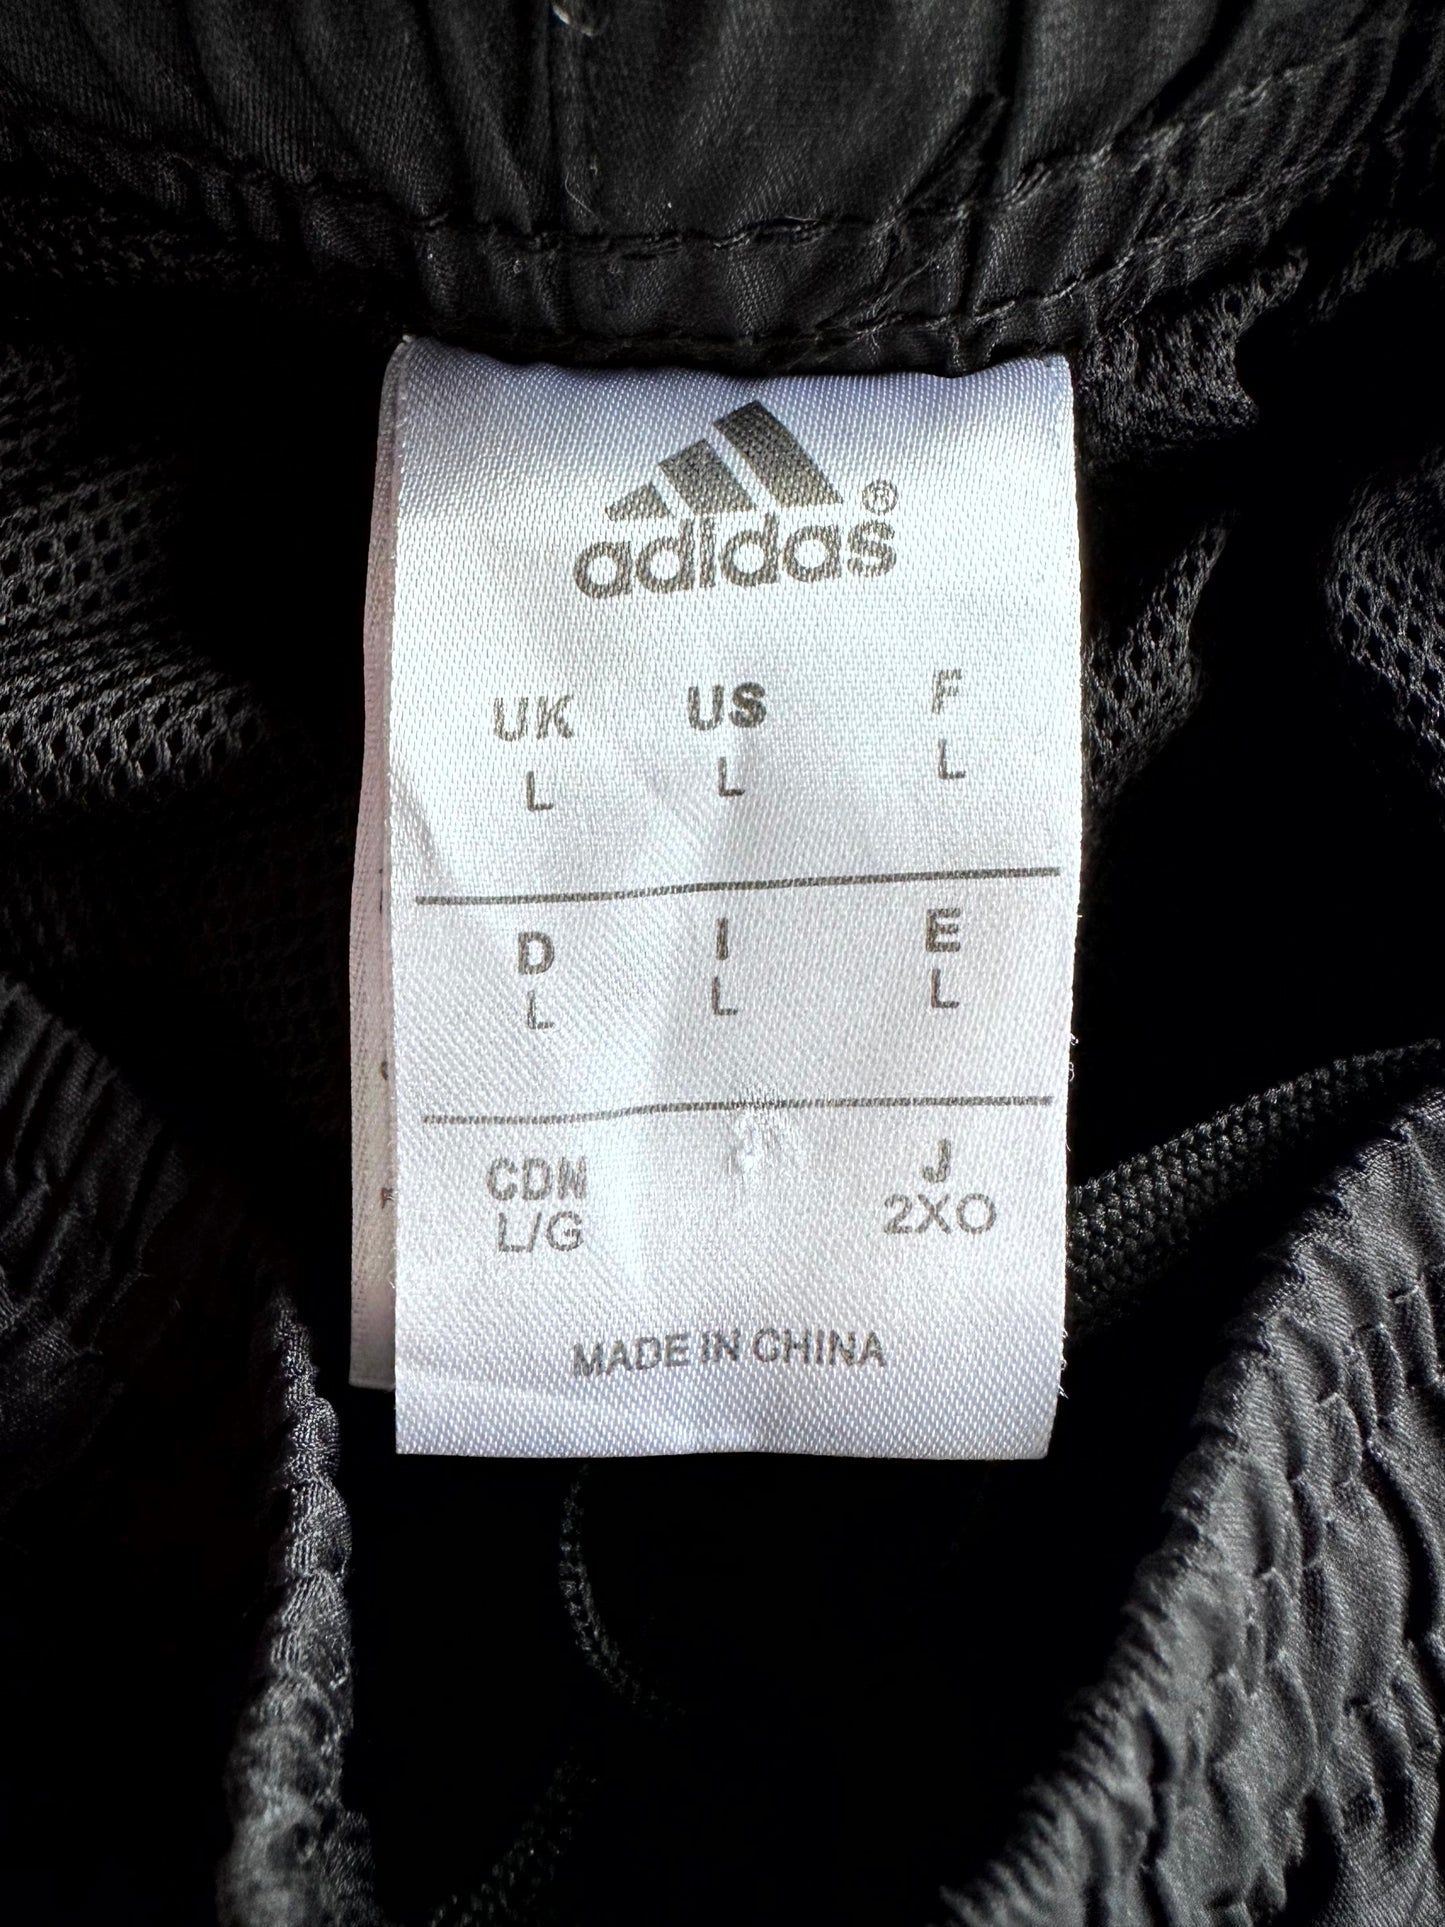 adidas®
UK US F
L L L
D I E
L L L
CDN J
L/G 2XO
MADE IN CHINA